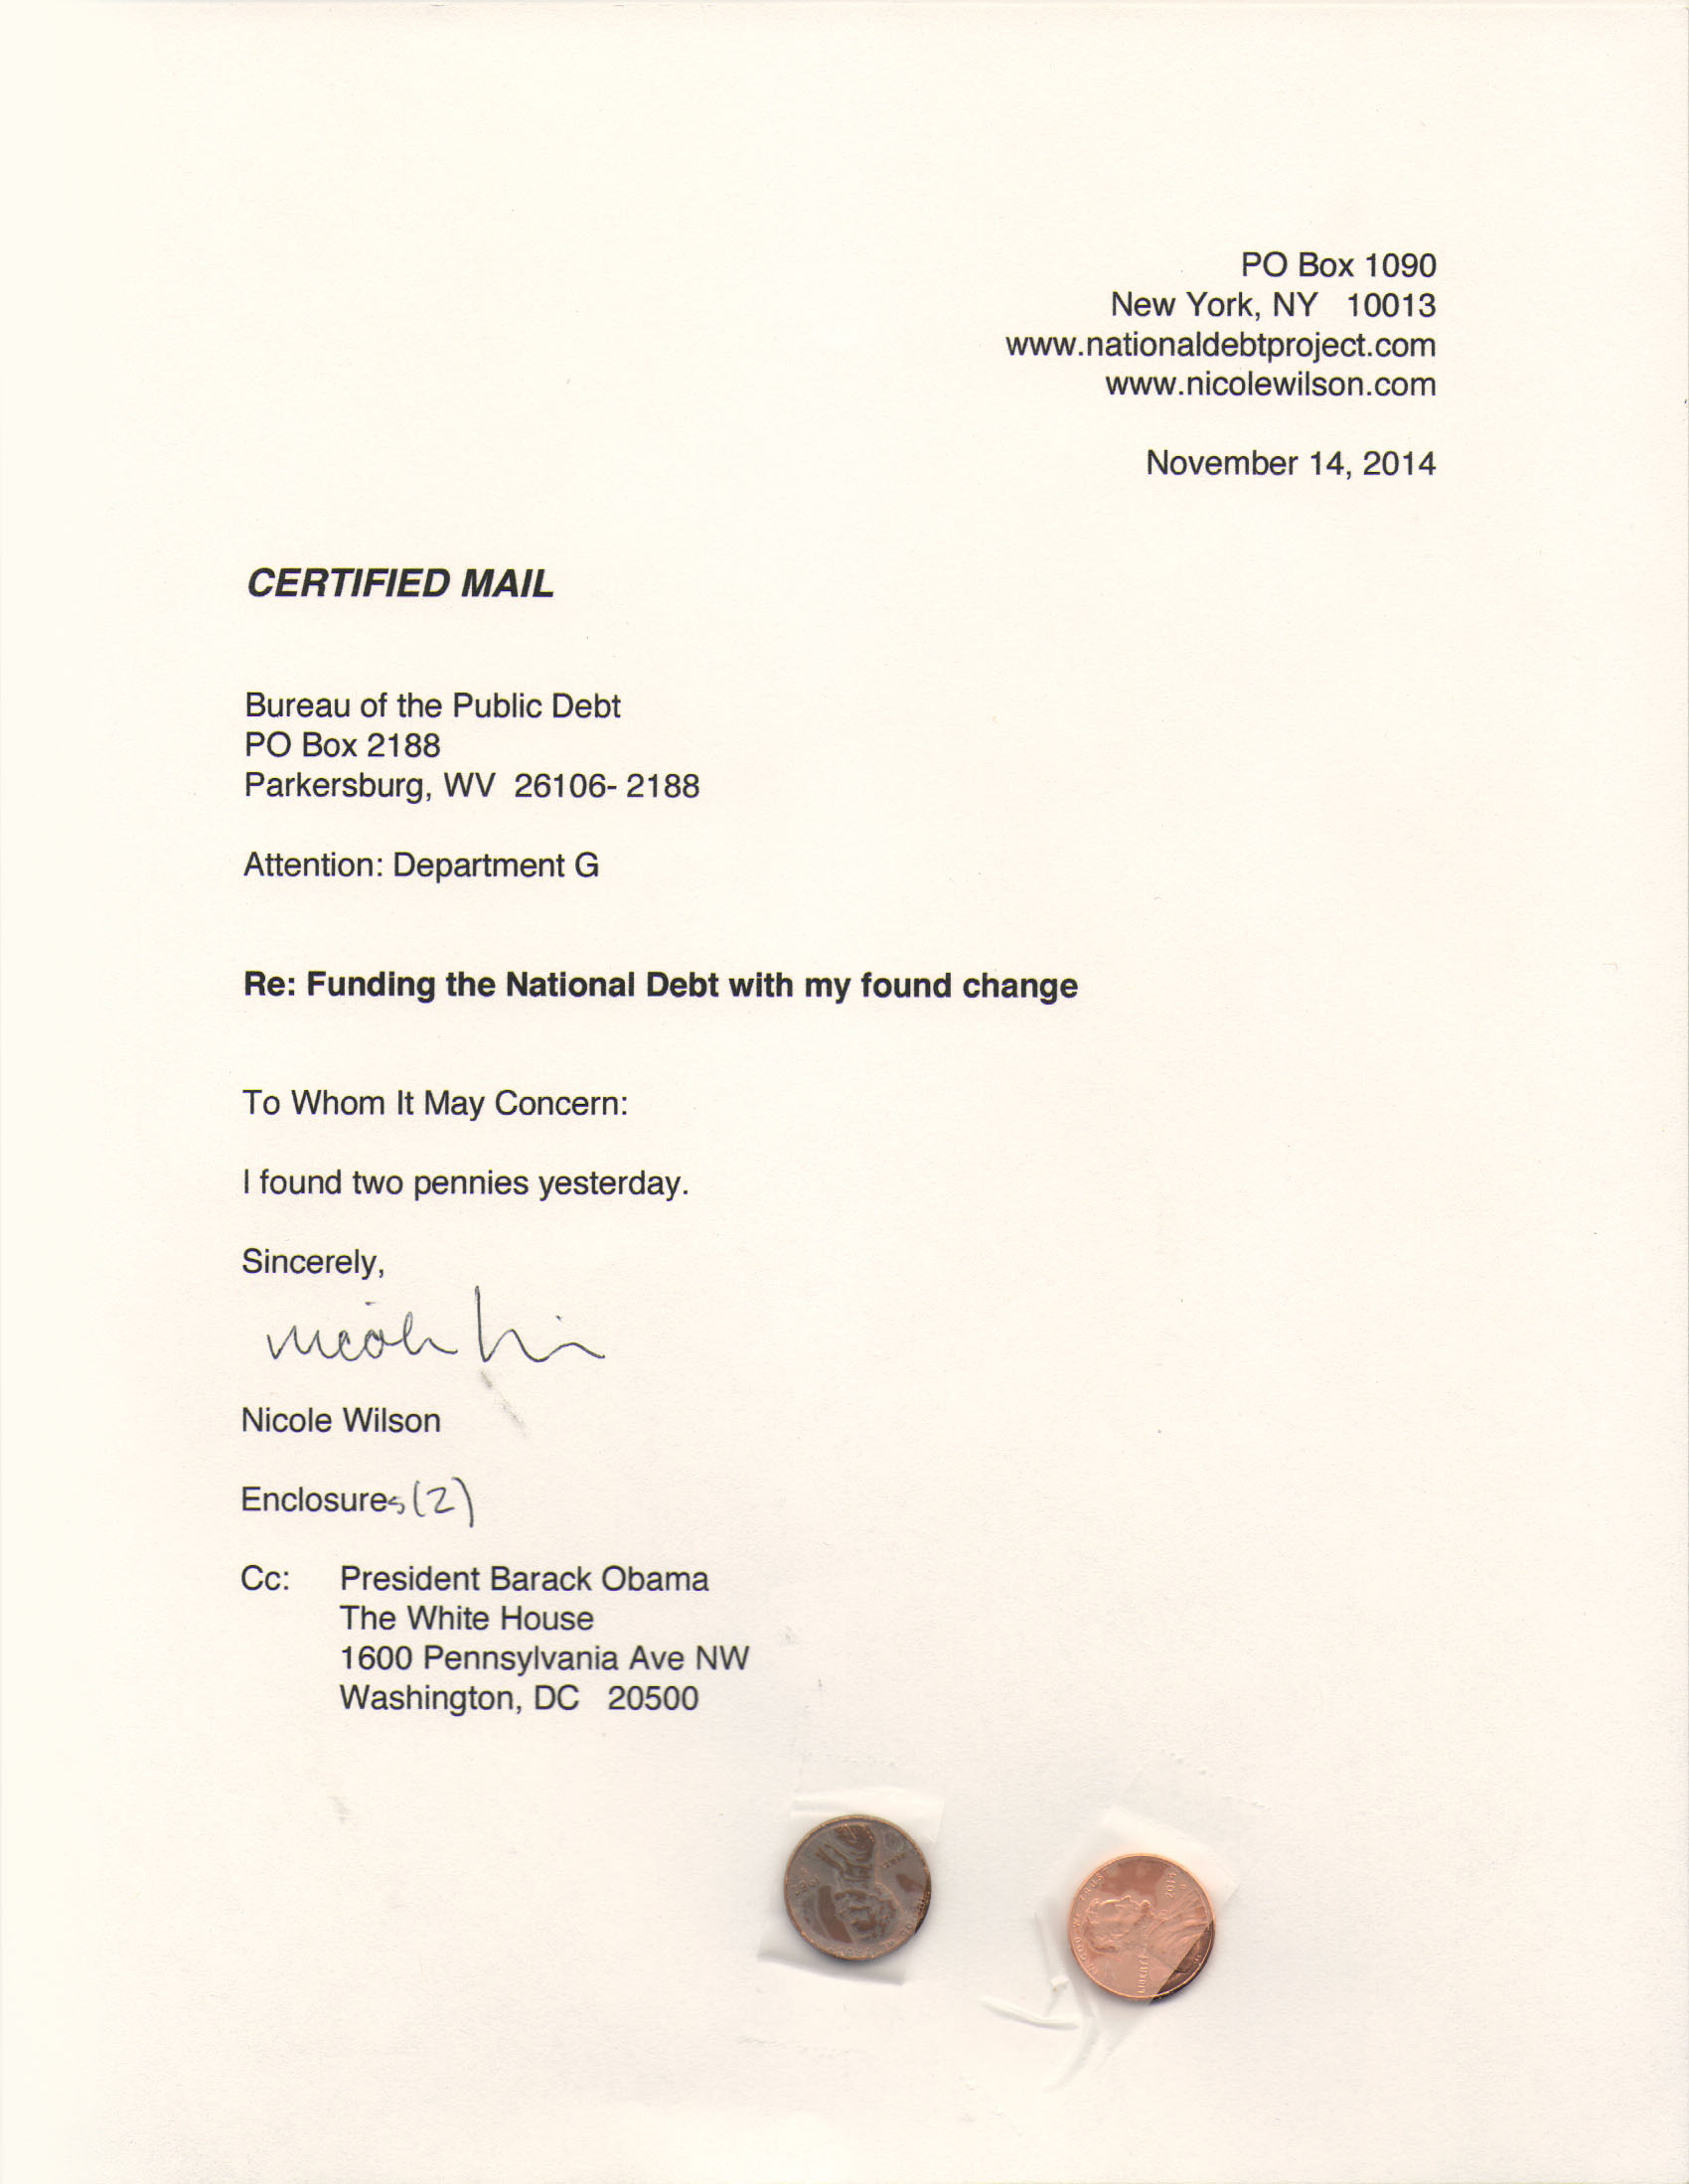 PO Box 1090
New York, NY 10013
www.nationaldebtproject.com
www.nicolewilson.com
November 14, 2014
CERTIFIED MAIL
Bureau of the Public Debt
PO Box 2188
Parkersburg, WV 26106- 2188
Attention: Department G
Re: Funding the National Debt with my found change
To Whom It May Concern:
I found two pennies yesterday.
Sincerely,
Nicole Wilson
Enclosures (2)
Cc: President Barack Obama
The White House
1600 Pennsylvania Ave NW
Washington, DC 20500
LIBERTY